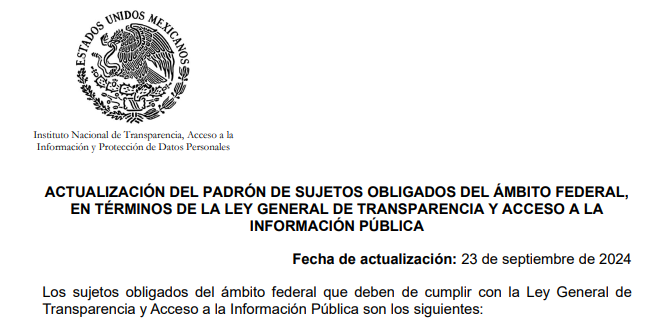 ESTADOS UNIDOS MEXICANOS
Instituto Nacional de Transparencia, Acceso a la
Información y Protección de Datos Personales
ACTUALIZACIÓN DEL PADRÓN DE SUJETOS OBLIGADOS DEL ÁMBITO FEDERAL,
EN TÉRMINOS DE LA LEY GENERAL DE TRANSPARENCIA Y ACCESO A LA
INFORMACIÓN PÚBLICA
Fecha de actualización: 23 de septiembre de 2024
Los sujetos obligados del ámbito federal que deben de cumplir con la Ley General de
Transparencia y Acceso a la Información Pública son los siguientes: